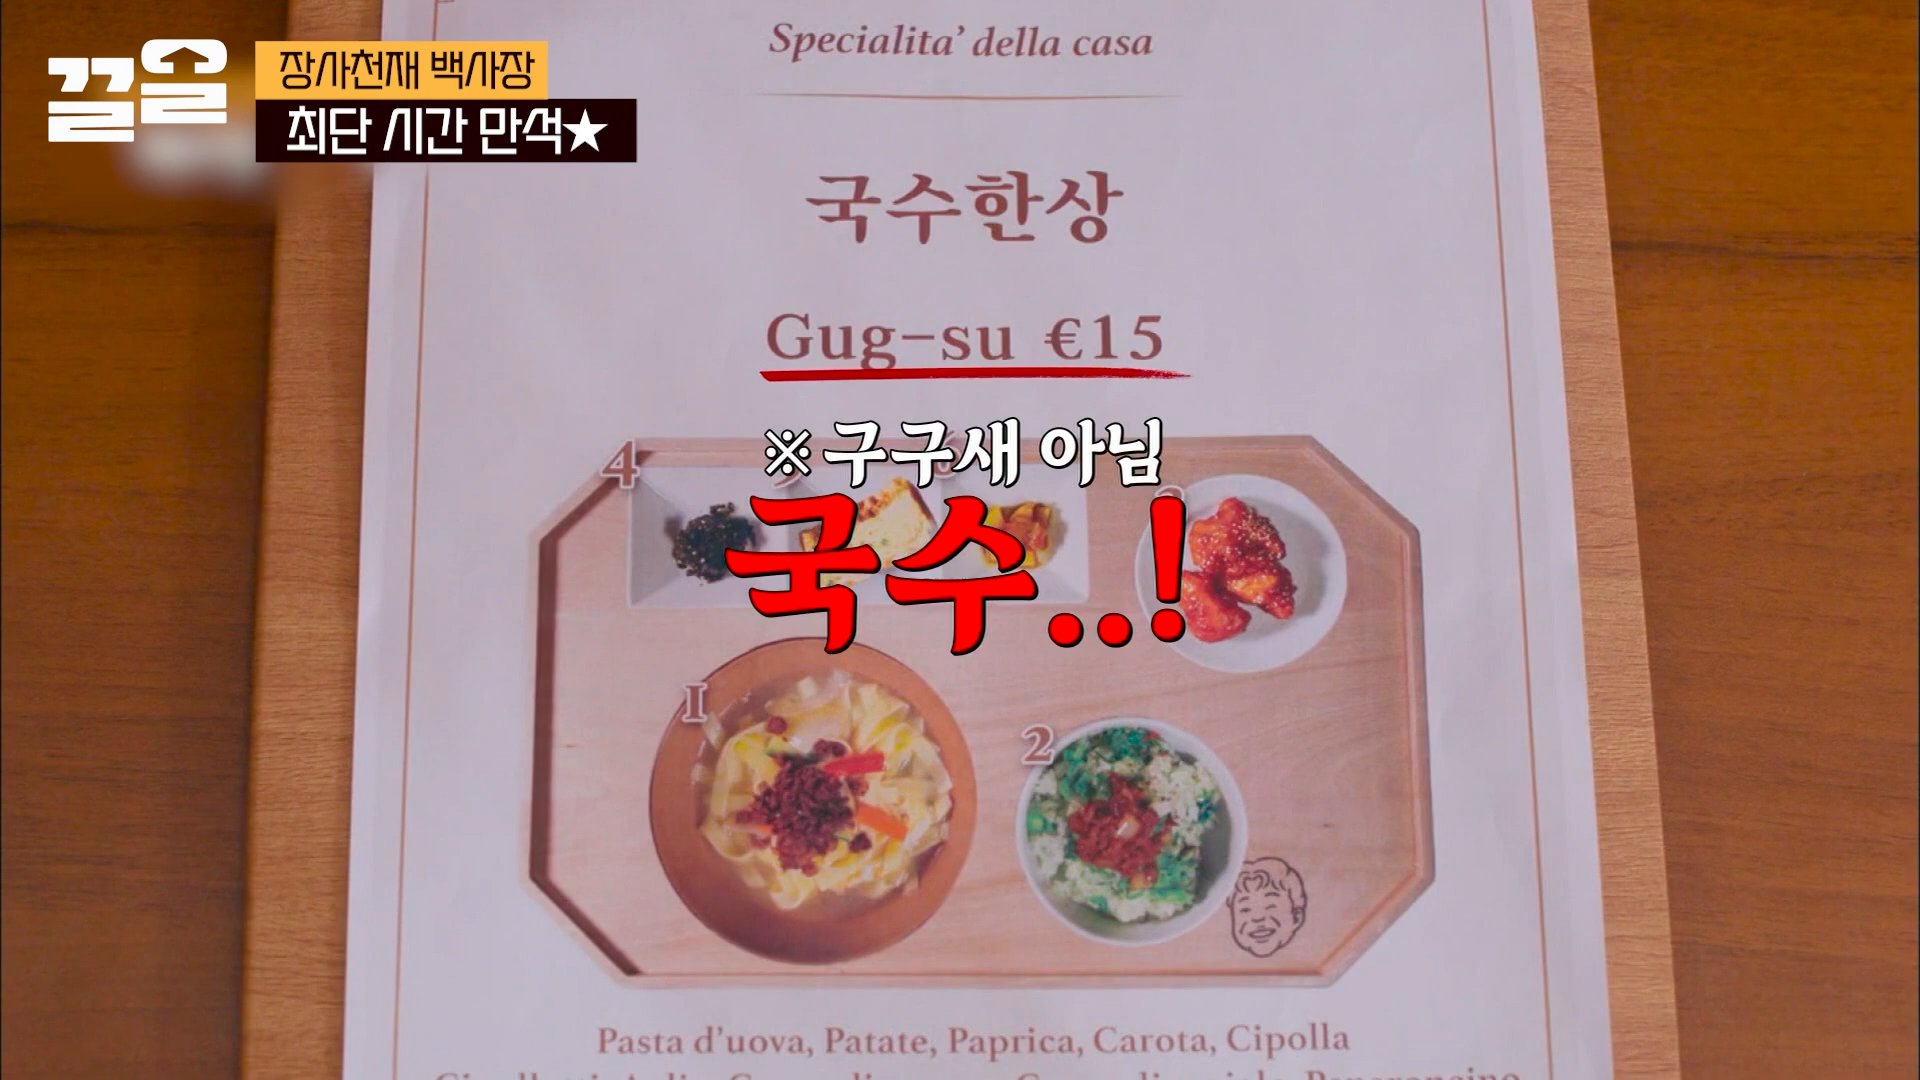 끌올
장사천재 백사장
최단 시간 만석★
Specialita' della casa
국수한상
Gug-su €15
※구구새 아님
국수..!
4
1
2
Pasta d'uova, Patate, Paprica, Carota, Cipolla